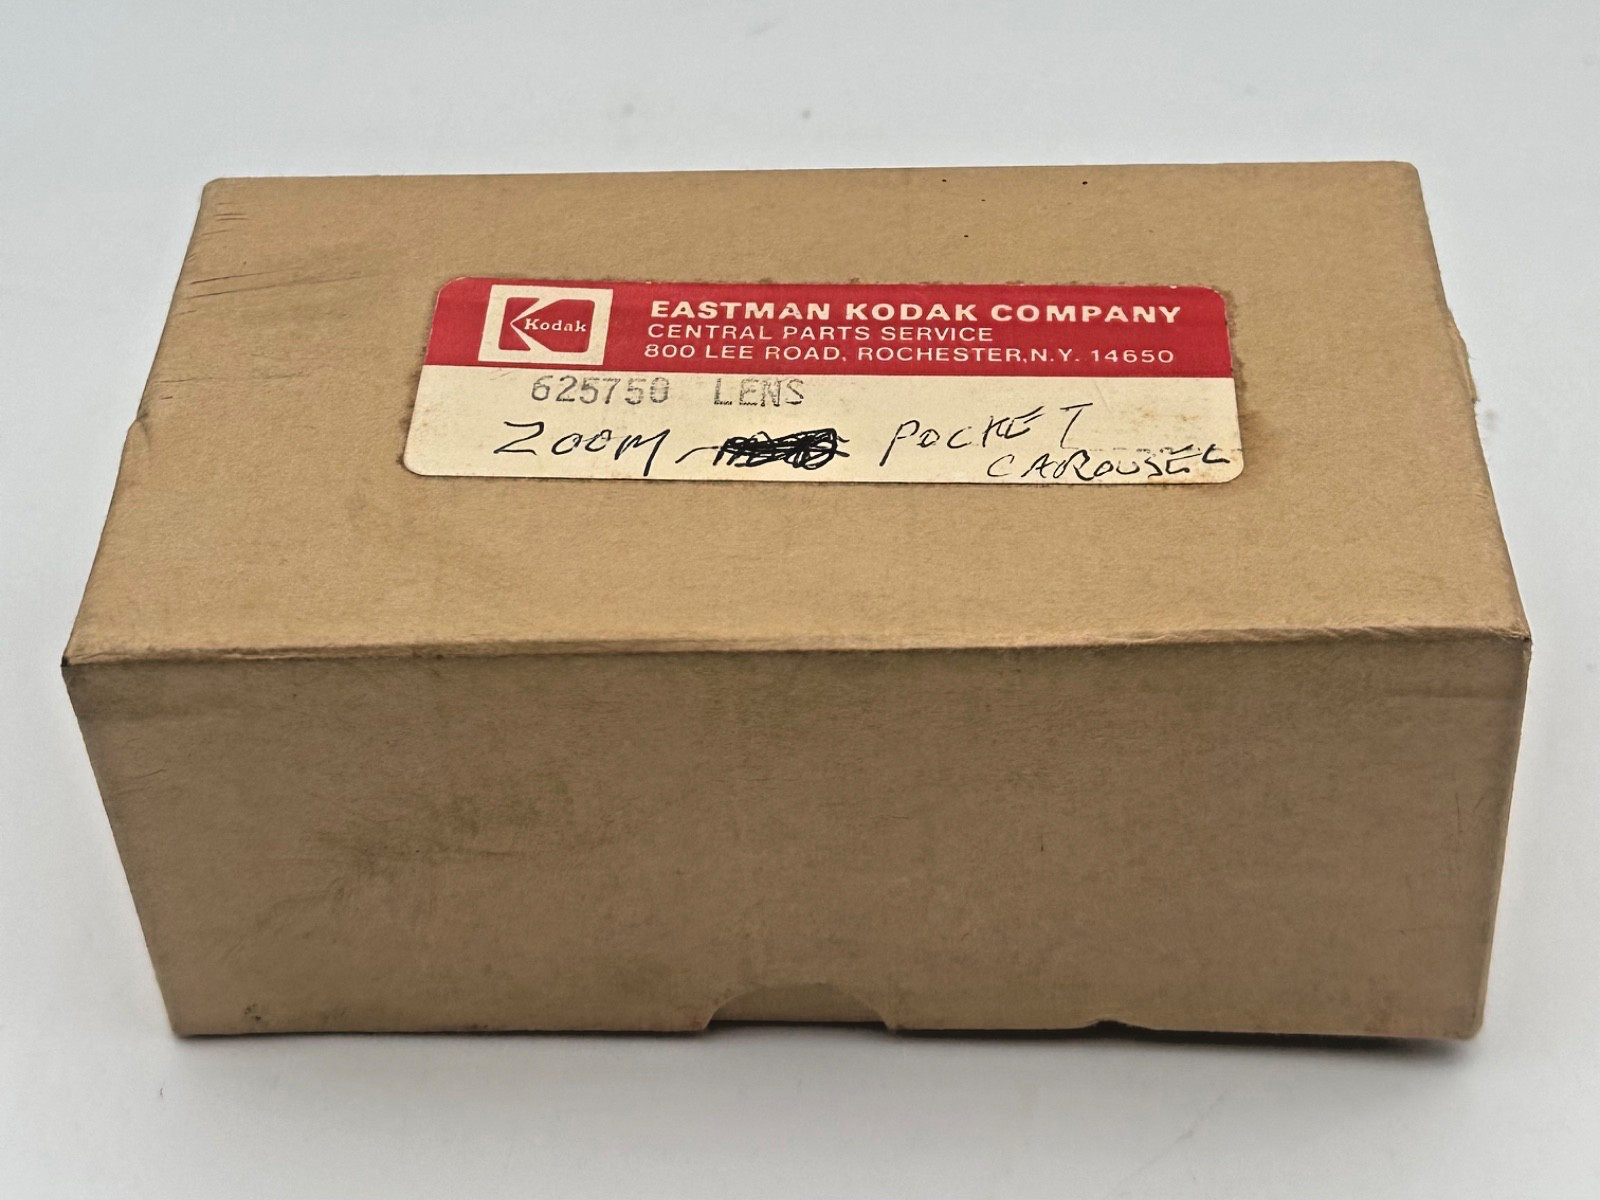 Kodak
EASTMAN KODAK COMPANY
CENTRAL PARTS SERVICE
800 LEE ROAD, ROCHESTER, N.Y. 14650
625750 LENS
ZOOM - POCKET
CAROUSEL